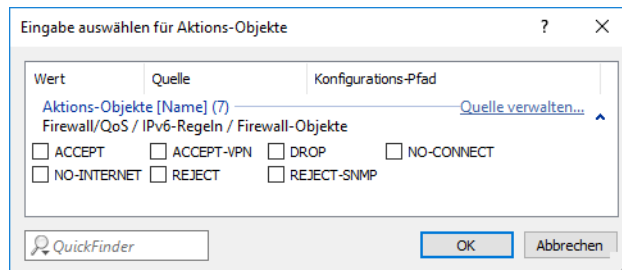 Eingabe auswählen für Aktions-Objekte ? ×
Wert Quelle Konfigurations-Pfad
Aktions-Objekte [Name] (7) Quelle verwalten...
Firewall/QoS / IPv6-Regeln / Firewall-Objekte
ACCEPT ACCEPT-VPN DROP NO-CONNECT
NO-INTERNET REJECT REJECT-SNMP
QuickFinder OK Abbrechen